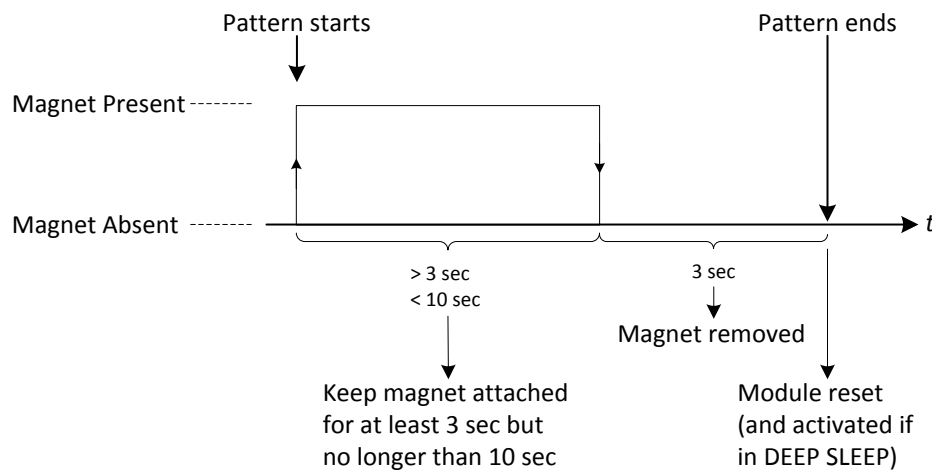 Pattern starts
Pattern ends
Magnet Present
Magnet Absent
t
> 3 sec
< 10 sec
3 sec
Magnet removed
Keep magnet attached
for at least 3 sec but
no longer than 10 sec
Module reset
(and activated if
in DEEP SLEEP)